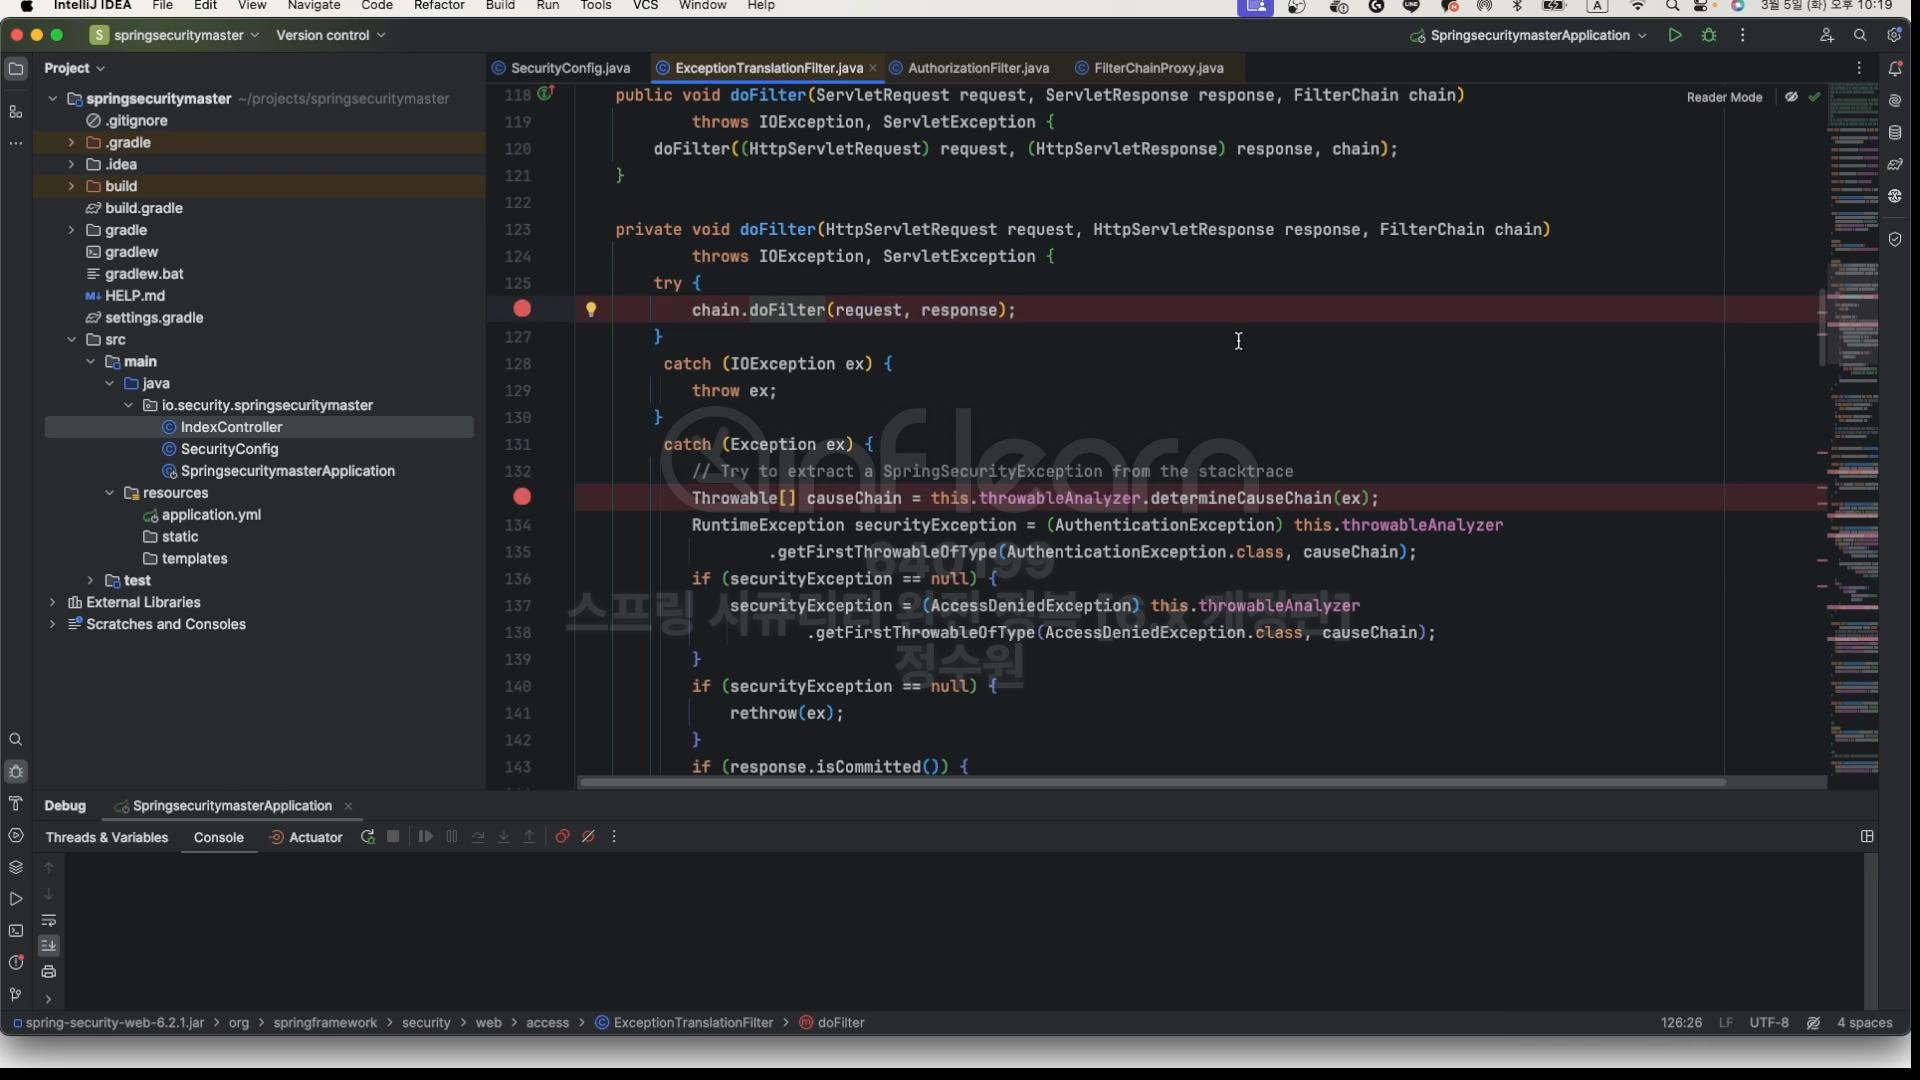 IntelliJ IDEA File Edit View Navigate Code Refactor Build Run Tools VCS Window Help A 3월 5일 (화) 오후 10:19
S springsecuritymaster Version control SpringsecuritymasterApplication
Project SecurityConfig.java ExceptionTranslationFilter.java AuthorizationFilter.java FilterChainProxy.java
springsecuritymaster ~/projects/springsecuritymaster
.gitignore
.gradle
.idea
build
build.gradle
gradle
gradlew
gradlew.bat
HELP.md
settings.gradle
src
main
java
io.security.springsecuritymaster
IndexController
SecurityConfig
SpringsecuritymasterApplication
resources
application.yml
static
templates
test
External Libraries
Scratches and Consoles
Reader Mode
118 public void doFilter(ServletRequest request, ServletResponse response, FilterChain chain)
119 throws IOException, ServletException {
120 doFilter((HttpServletRequest) request, (HttpServletResponse) response, chain);
121 }
122
123 private void doFilter(HttpServletRequest request, HttpServletResponse response, FilterChain chain)
124 throws IOException, ServletException {
125 try {
chain.doFilter(request, response);
127 }
128 catch (IOException ex) {
129 throw ex;
130 }
131 catch (Exception ex) {
132 // Try to extract a SpringSecurityException from the stacktrace
Throwable[] causeChain = this.throwableAnalyzer.determineCauseChain(ex);
134 RuntimeException securityException = (AuthenticationException) this.throwableAnalyzer
135 .getFirstThrowableOfType(AuthenticationException.class, causeChain);
136 if (securityException == null) {
137 securityException = (AccessDeniedException) this.throwableAnalyzer
138 .getFirstThrowableOfType(AccessDeniedException.class, causeChain);
139 }
140 if (securityException == null) {
141 rethrow(ex);
142 }
143 if (response.isCommitted()) {
inflearn
640199
스프링 시큐리티 완전 정복 [6.x 개정판]
정수원
Debug SpringsecuritymasterApplication
Threads & Variables Console Actuator
spring-security-web-6.2.1.jar org springframework security web access ExceptionTranslationFilter doFilter 126:26 LF UTF-8 4 spaces